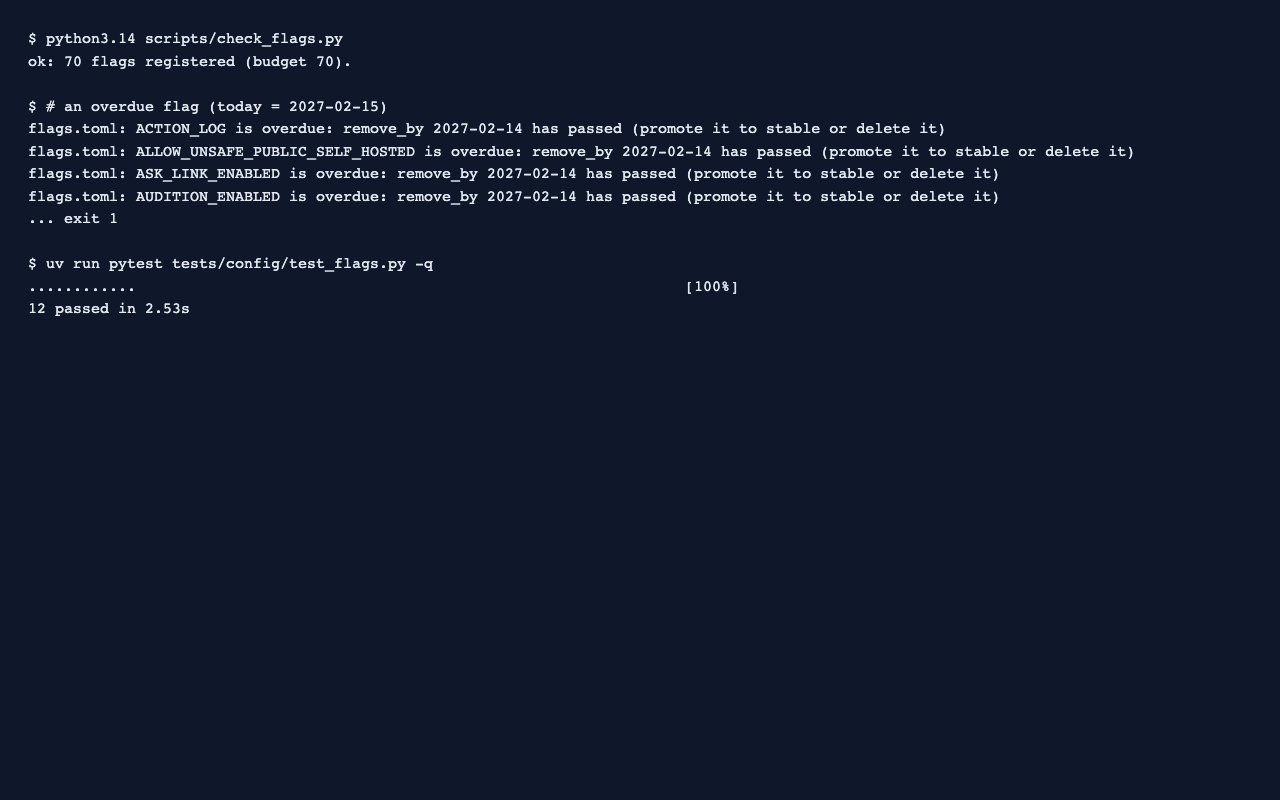 $ python3.14 scripts/check_flags.py
ok: 70 flags registered (budget 70).
$ # an overdue flag (today = 2027-02-15)
flags.toml: ACTION_LOG is overdue: remove_by 2027-02-14 has passed (promote it to stable or delete it)
flags.toml: ALLOW_UNSAFE_PUBLIC_SELF_HOSTED is overdue: remove_by 2027-02-14 has passed (promote it to stable or delete it)
flags.toml: ASK_LINK_ENABLED is overdue: remove_by 2027-02-14 has passed (promote it to stable or delete it)
flags.toml: AUDITION_ENABLED is overdue: remove_by 2027-02-14 has passed (promote it to stable or delete it)
... exit 1
$ uv run pytest tests/config/test_flags.py -q
............ [100%]
12 passed in 2.53s